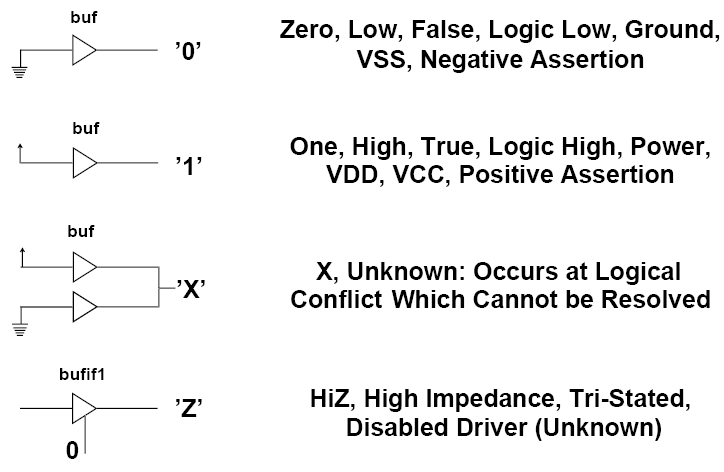 buf
'0'
Zero, Low, False, Logic Low, Ground,
VSS, Negative Assertion
buf
'1'
One, High, True, Logic High, Power,
VDD, VCC, Positive Assertion
buf
'X'
X, Unknown: Occurs at Logical
Conflict Which Cannot be Resolved
bufif1
'Z'
0
HiZ, High Impedance, Tri-Stated,
Disabled Driver (Unknown)